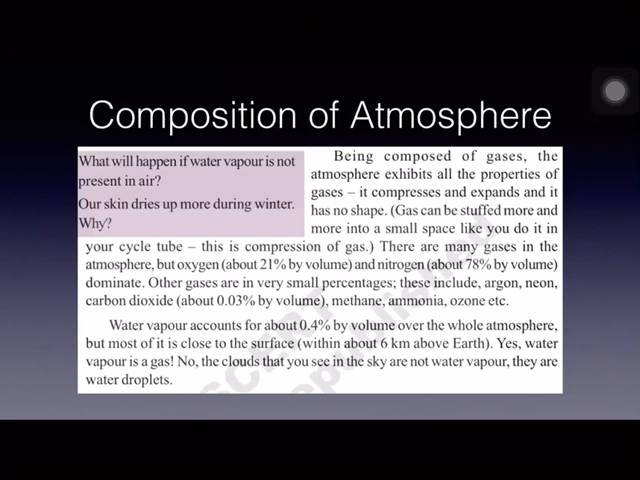 Composition of Atmosphere
What will happen if water vapour is not
present in air?
Our skin dries up more during winter.
Why?
Being composed of gases, the
atmosphere exhibits all the properties of
gases – it compresses and expands and it
has no shape. (Gas can be stuffed more and
more into a small space like you do it in
your cycle tube – this is compression of gas.) There are many gases in the
atmosphere, but oxygen (about 21% by volume) and nitrogen (about 78% by volume)
dominate. Other gases are in very small percentages; these include, argon, neon,
carbon dioxide (about 0.03% by volume), methane, ammonia, ozone etc.
Water vapour accounts for about 0.4% by volume over the whole atmosphere,
but most of it is close to the surface (within about 6 km above Earth). Yes, water
vapour is a gas! No, the clouds that you see in the sky are not water vapour, they are
water droplets.